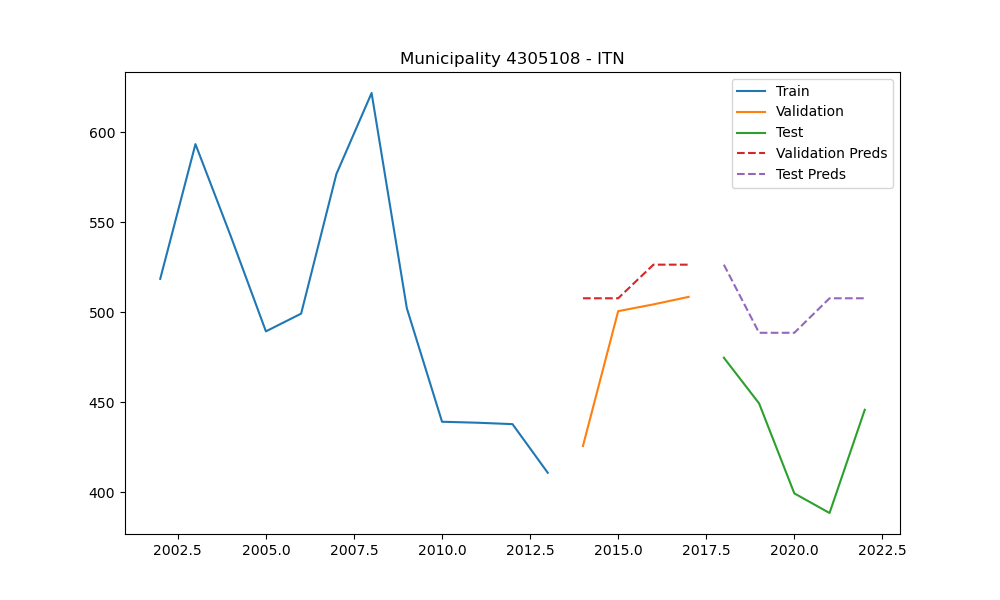 Municipality 4305108 - ITN
Train
Validation
Test
Validation Preds
Test Preds
600
550
500
450
400
2002.5 2005.0 2007.5 2010.0 2012.5 2015.0 2017.5 2020.0 2022.5